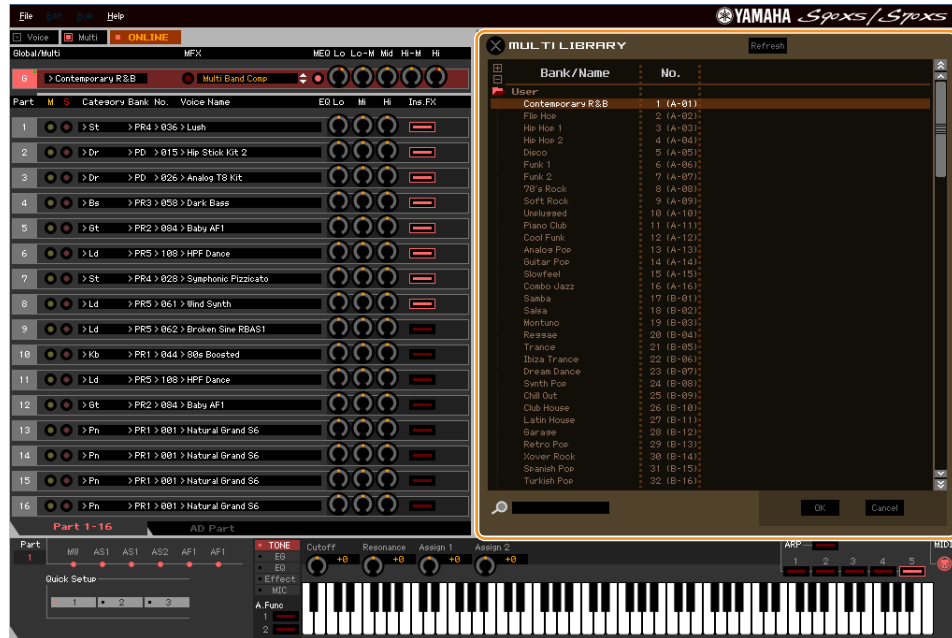 File Edit Bulk Help
YAMAHA S90XS/S70XS
Voice Multi ONLINE
Global/Multi MFX MEQ Lo Lo-M Mid Hi-M Hi
G > Contemporary R&B Multi Band Comp
Part M S Category Bank No. Voice Name EQ Lo Mi Hi Ins.FX
1 >St >PR4 >036 >Lush
2 >Dr >PD >015 >Hip Stick Kit 2
3 >Dr >PD >026 >Analog T8 Kit
4 >Bs >PR3 >058 >Dark Bass
5 >Gt >PR2 >084 >Baby AF1
6 >Ld >PR5 >108 >HPF Dance
7 >St >PR4 >028 >Symphonic Pizzicato
8 >Ld >PR5 >061 >Wind Synth
9 >Ld >PR5 >062 >Broken Sine RBAS1
10 >Kb >PR1 >044 >80s Boosted
11 >Ld >PR5 >108 >HPF Dance
12 >Gt >PR2 >084 >Baby AF1
13 >Pn >PR1 >001 >Natural Grand S6
14 >Pn >PR1 >001 >Natural Grand S6
15 >Pn >PR1 >001 >Natural Grand S6
16 >Pn >PR1 >001 >Natural Grand S6
Part 1-16 AD Part
MULTI LIBRARY Refresh
Bank/Name No.
User
Contemporary R&B 1 (A-01)
Flip Hop 2 (A-02)
Hip Hop 1 3 (A-03)
Hip Hop 2 4 (A-04)
Disco 5 (A-05)
Funk 1 6 (A-06)
Funk 2 7 (A-07)
70's Rock 8 (A-08)
Soft Rock 9 (A-09)
Unplugged 10 (A-10)
Piano Club 11 (A-11)
Cool Funk 12 (A-12)
Analog Pop 13 (A-13)
Guitar Pop 14 (A-14)
Slowfeel 15 (A-15)
Combo Jazz 16 (A-16)
Samba 17 (B-01)
Salsa 18 (B-02)
Montuno 19 (B-03)
Reggae 20 (B-04)
Trance 21 (B-05)
Ibiza Trance 22 (B-06)
Dream Dance 23 (B-07)
Synth Pop 24 (B-08)
Chill Out 25 (B-09)
Club House 26 (B-10)
Latin House 27 (B-11)
Garage 28 (B-12)
Retro Pop 29 (B-13)
Xover Rock 30 (B-14)
Spanish Pop 31 (B-15)
Turkish Pop 32 (B-16)
OK Cancel
Part
1
MW AS1 AS1 AS2 AF1 AF1
Quick Setup
1 2 3
TONE
EG
EQ
Effect
MIC
A.Func
1
2
Cutoff Resonance Assign 1 Assign 2
+0 +0 +0 +0
ARP
1 2 3 4 5
MIDI